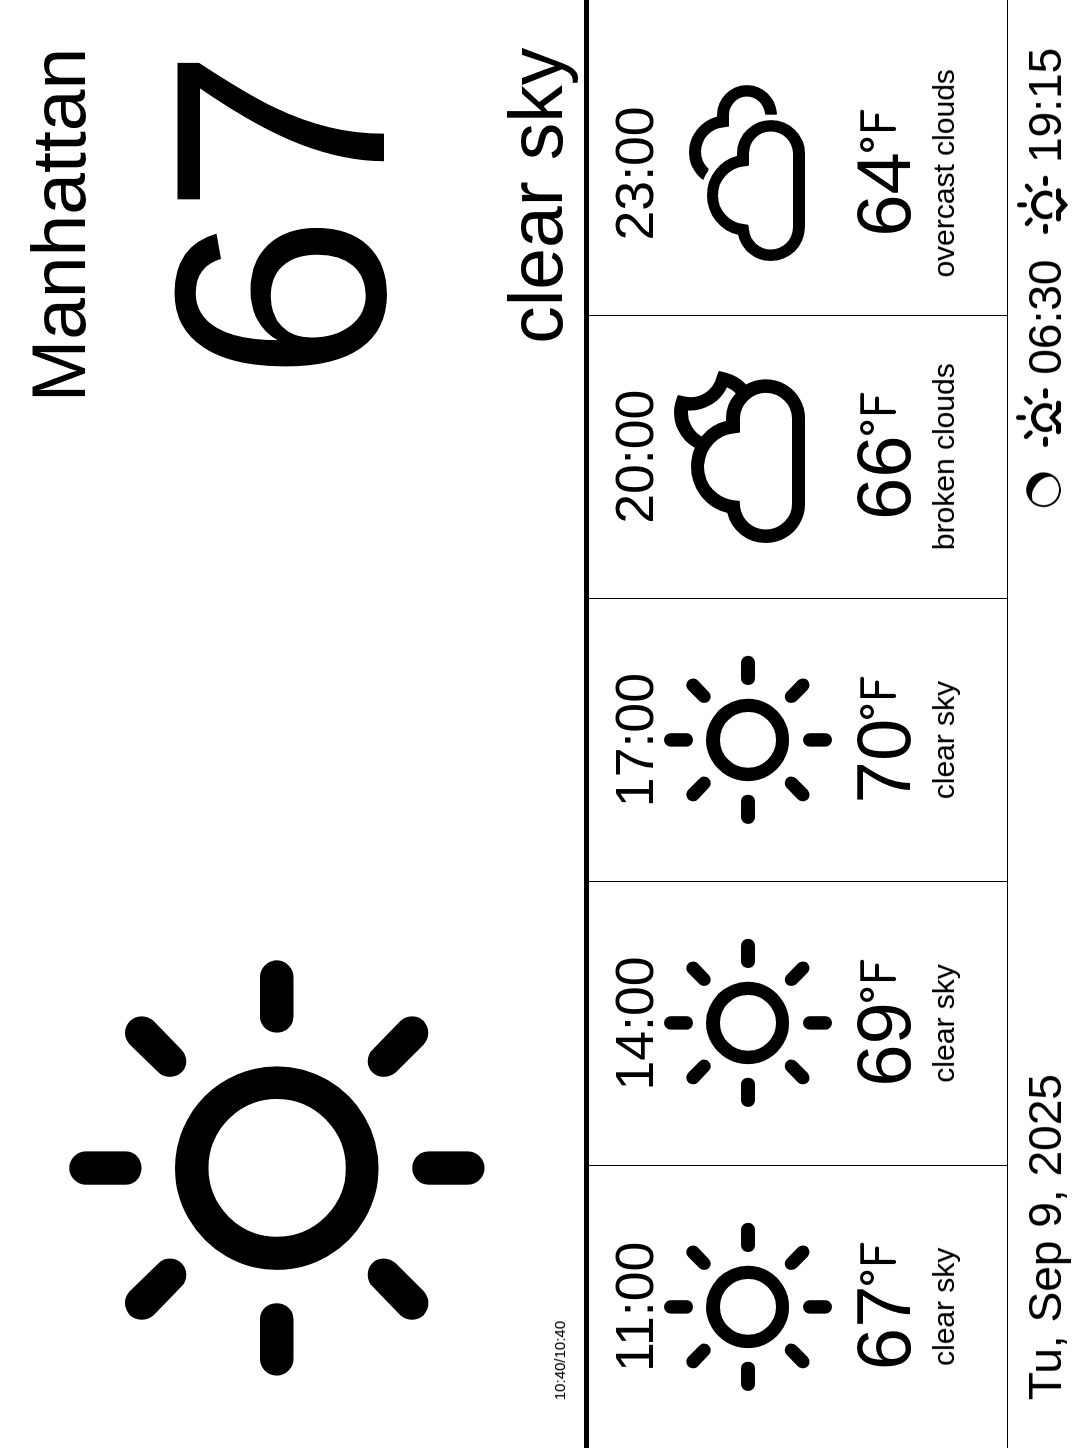 Manhattan
67
clear sky
10:40/10:40
11:00 14:00 17:00 20:00 23:00
67°F 69°F 70°F 66°F 64°F
clear sky clear sky clear sky broken clouds overcast clouds
Tu, Sep 9, 2025 06:30 19:15